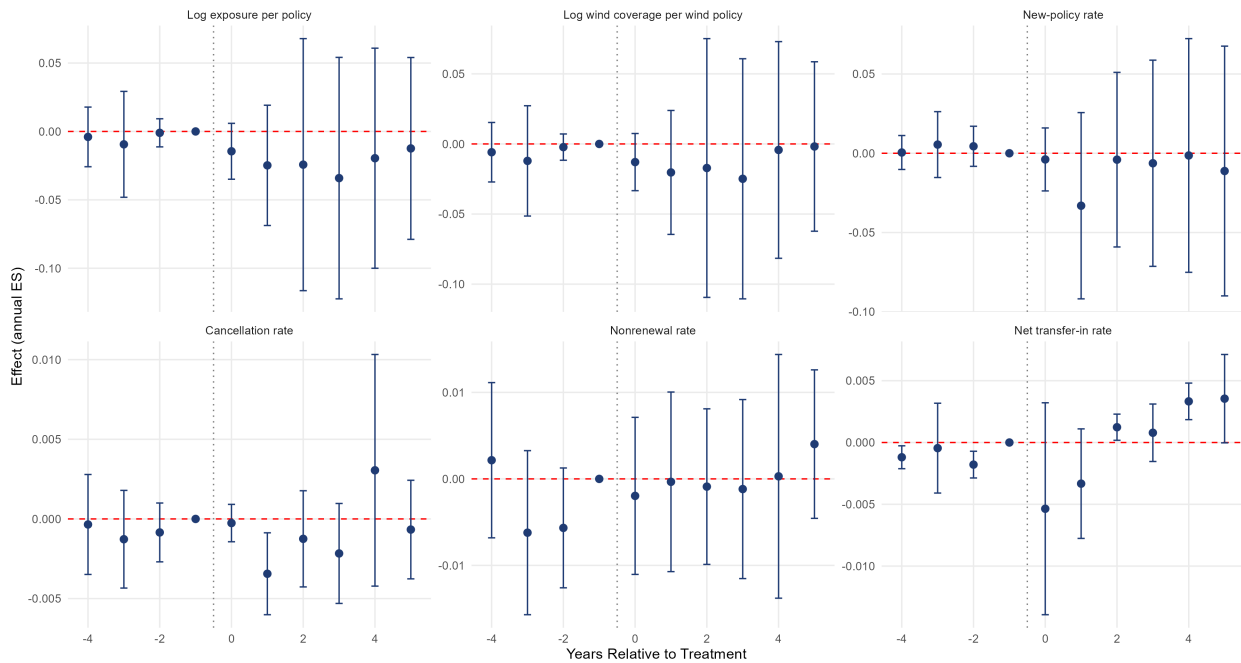 Log exposure per policy
Log wind coverage per wind policy
New-policy rate
0.05
0.00
-0.05
-0.10
0.05
0.00
-0.05
-0.10
0.05
0.00
-0.05
-0.10
Effect (annual ES)
Cancellation rate
Nonrenewal rate
Net transfer-in rate
0.010
0.005
0.000
-0.005
0.01
0.00
-0.01
0.005
0.000
-0.005
-0.010
-4 -2 0 2 4
-4 -2 0 2 4
-4 -2 0 2 4
Years Relative to Treatment